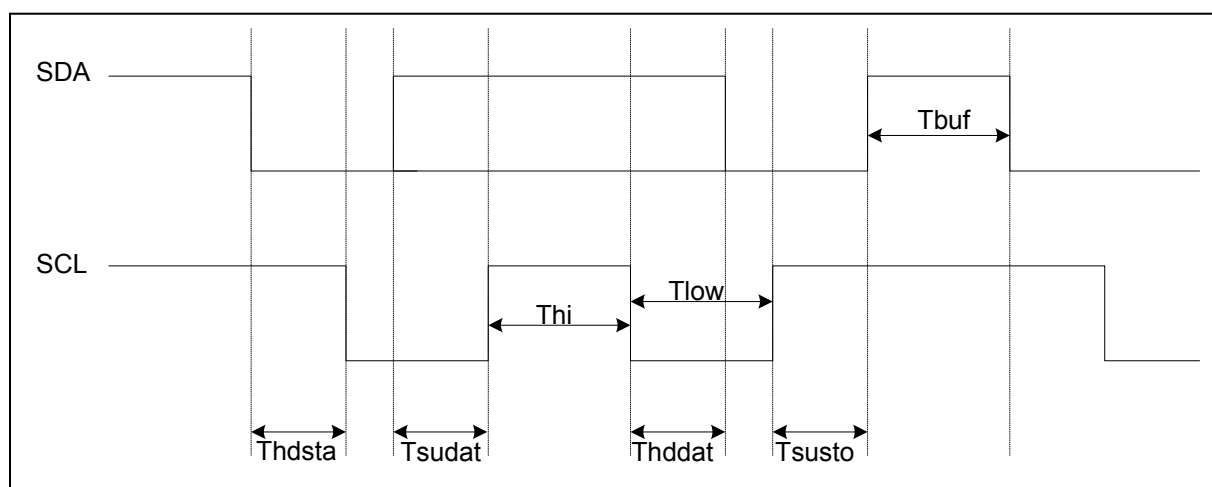 SDA
Tbuf
SCL
Tlow
Thi
Thdsta
Tsudat
Thddat
Tsusto